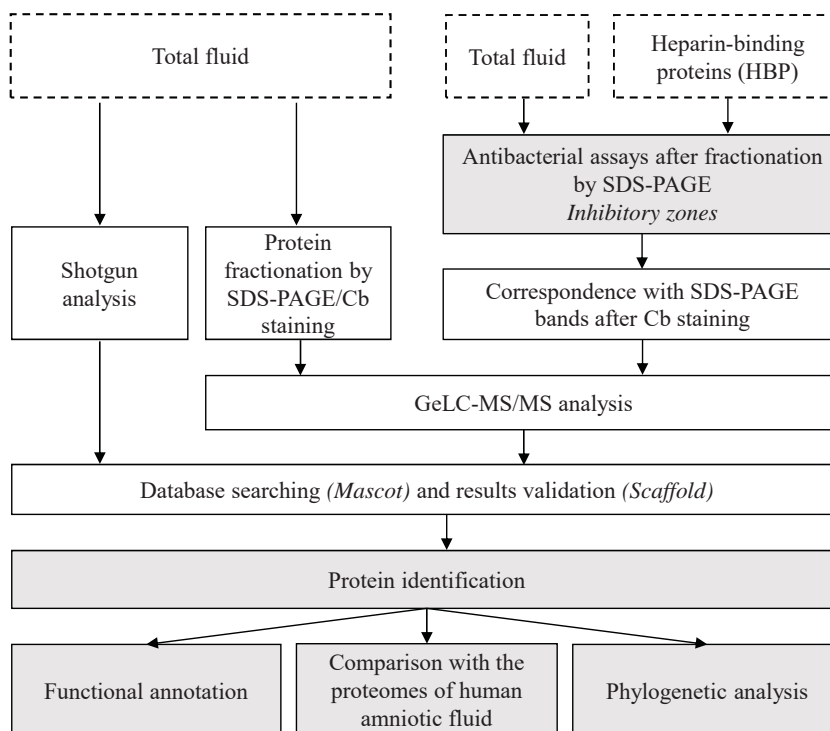 Total fluid
Total fluid
Heparin-binding
proteins (HBP)
Antibacterial assays after fractionation
by SDS-PAGE
Inhibitory zones
Shotgun
analysis
Protein
fractionation by
SDS-PAGE/Cb
staining
Correspondence with SDS-PAGE
bands after Cb staining
GeLC-MS/MS analysis
Database searching (Mascot) and results validation (Scaffold)
Protein identification
Functional annotation
Comparison with the
proteomes of human
amniotic fluid
Phylogenetic analysis